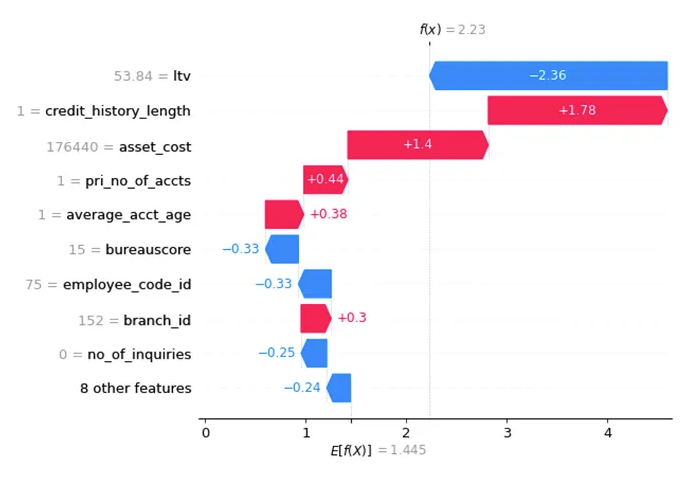 f(x) = 2.23
53.84 = ltv −2.36
1 = credit_history_length +1.78
176440 = asset_cost +1.4
1 = pri_no_of_accts +0.44
1 = average_acct_age +0.38
15 = bureauscore −0.33
75 = employee_code_id −0.33
152 = branch_id +0.3
0 = no_of_inquiries −0.25
8 other features −0.24
0 1 2 3 4
E[f(X)] = 1.445